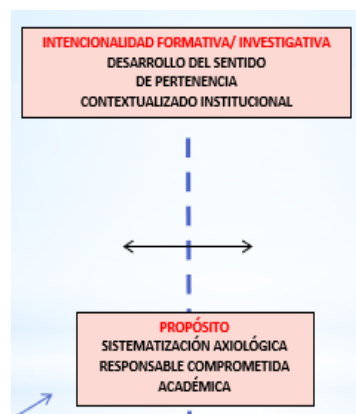 INTENCIONALIDAD FORMATIVA/ INVESTIGATIVA
DESARROLLO DEL SENTIDO
DE PERTENENCIA
CONTEXTUALIZADO INSTITUCIONAL
PROPÓSITO
SISTEMATIZACIÓN AXIOLÓGICA
RESPONSABLE COMPROMETIDA
ACADÉMICA